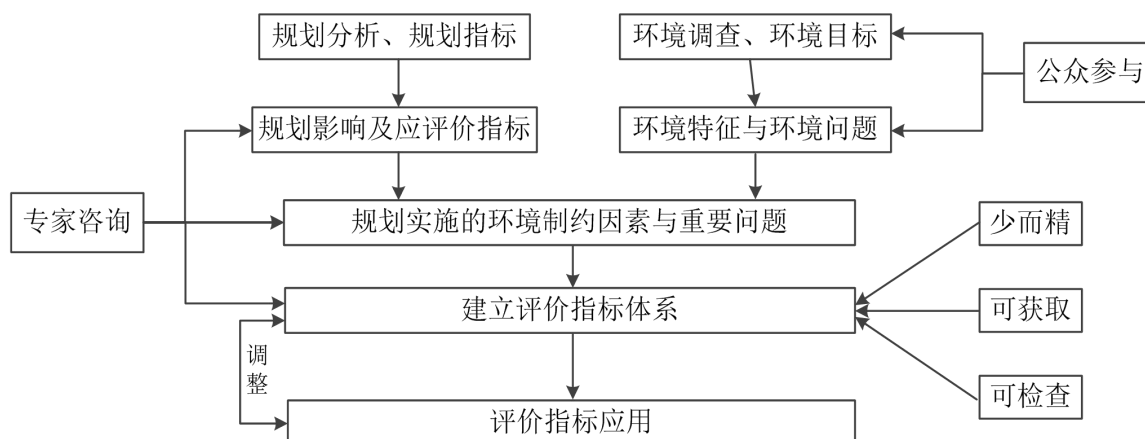 规划分析、规划指标
环境调查、环境目标
公众参与
规划影响及应评价指标
环境特征与环境问题
专家咨询
规划实施的环境制约因素与重要问题
少而精
建立评价指标体系
可获取
调
整
可检查
评价指标应用